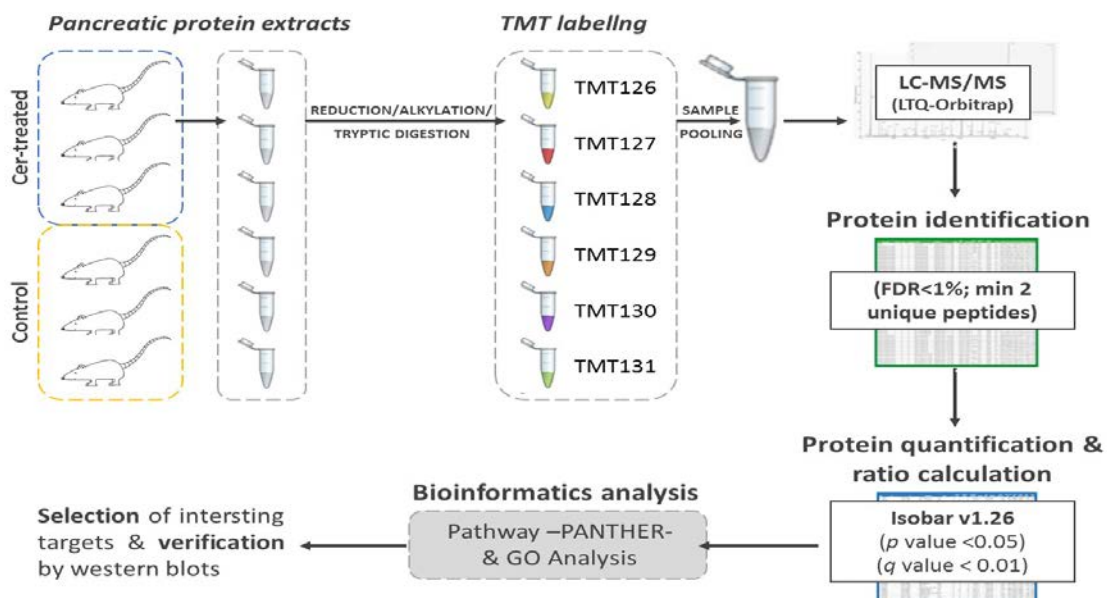 Pancreatic protein extracts
TMT labellng
Cer-treated
Control
REDUCTION/ALKYLATION/
TRYPTIC DIGESTION
TMT126
TMT127
TMT128
TMT129
TMT130
TMT131
SAMPLE
POOLING
LC-MS/MS
(LTQ-Orbitrap)
Protein identification
(FDR<1%; min 2
unique peptides)
Protein quantification &
ratio calculation
Isobar v1.26
(p value <0.05)
(q value < 0.01)
Bioinformatics analysis
Pathway –PANTHER-
& GO Analysis
Selection of intersting
targets & verification
by western blots